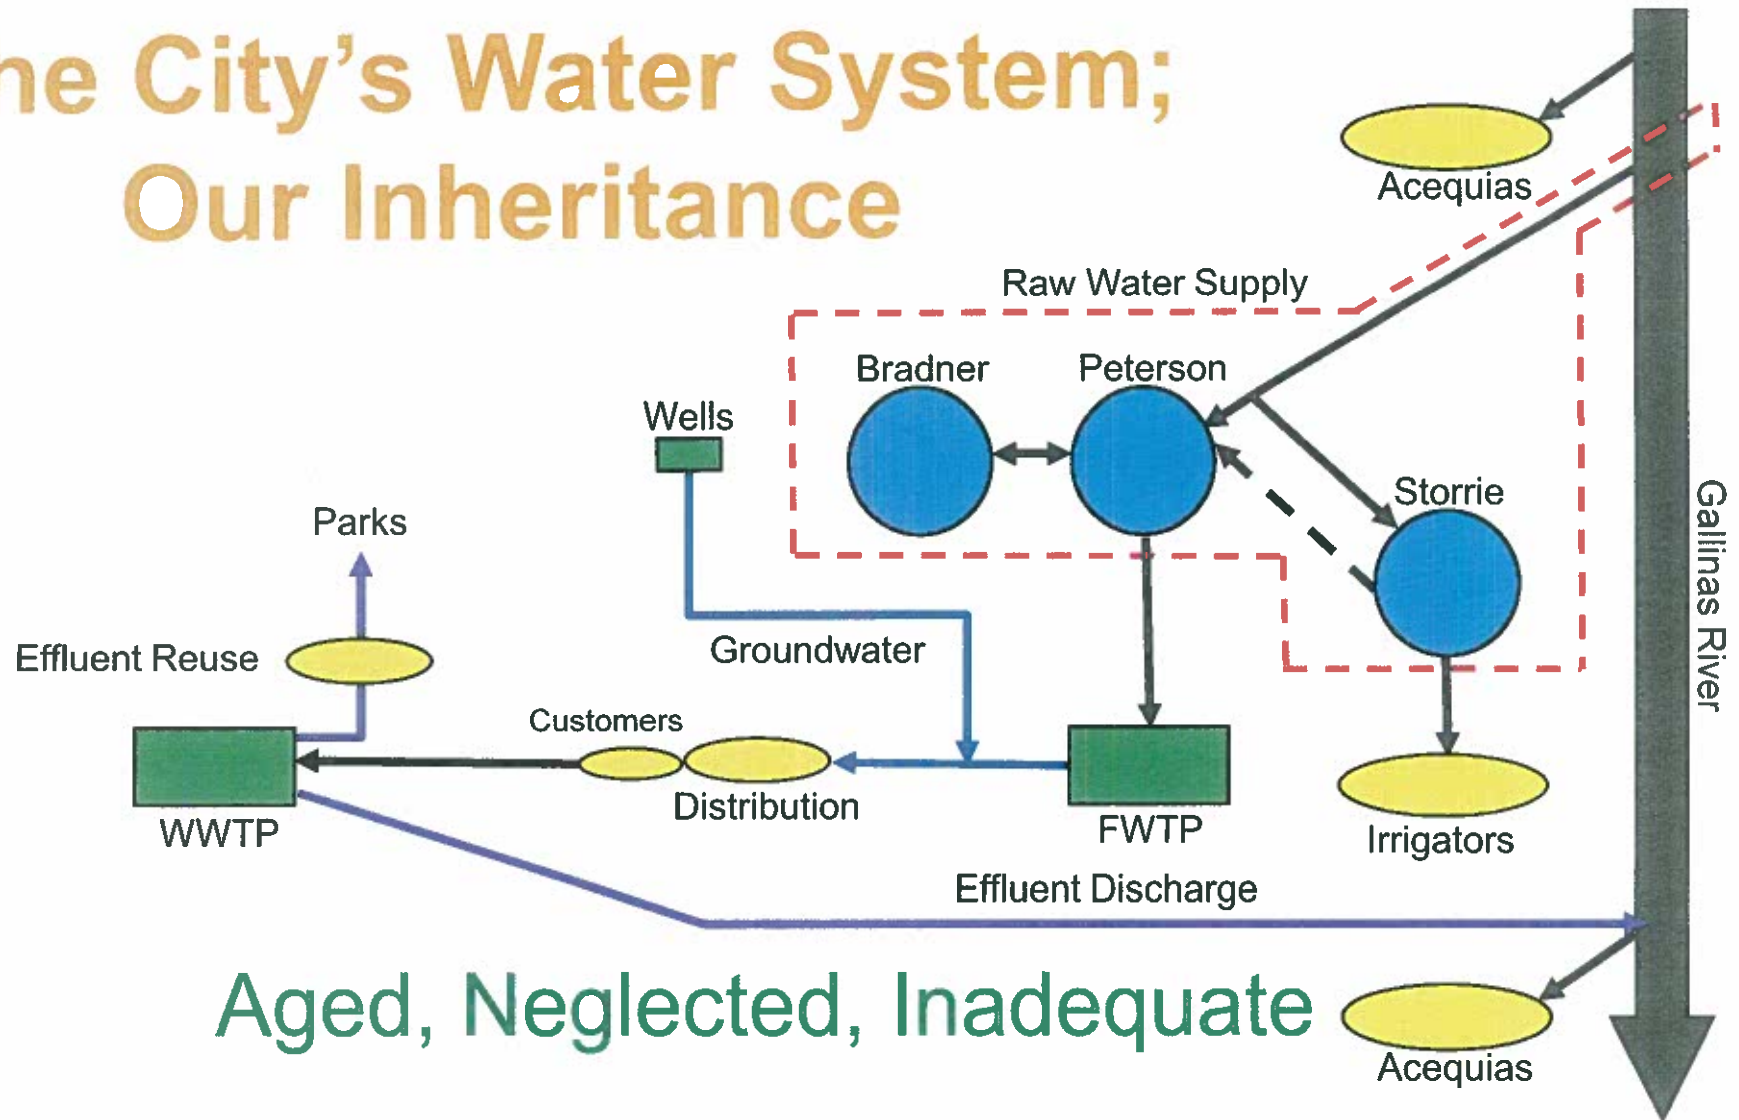 ne City's Water System;
Our Inheritance
Acequias
Raw Water Supply
Bradner
Peterson
Wells
Storrie
Parks
Gallinas River
Effluent Reuse
Groundwater
Customers
Distribution
WWTP
FWTP
Irrigators
Effluent Discharge
Aged, Neglected, Inadequate
Acequias